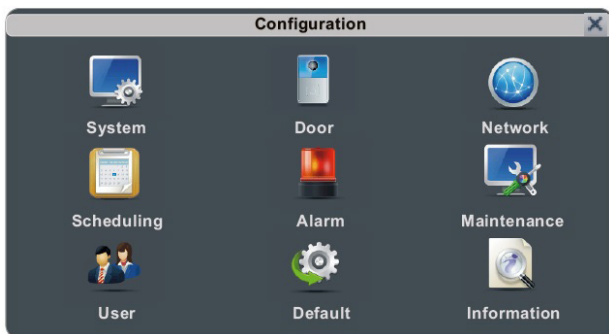 Configuration
System Door Network
Scheduling Alarm Maintenance
User Default Information